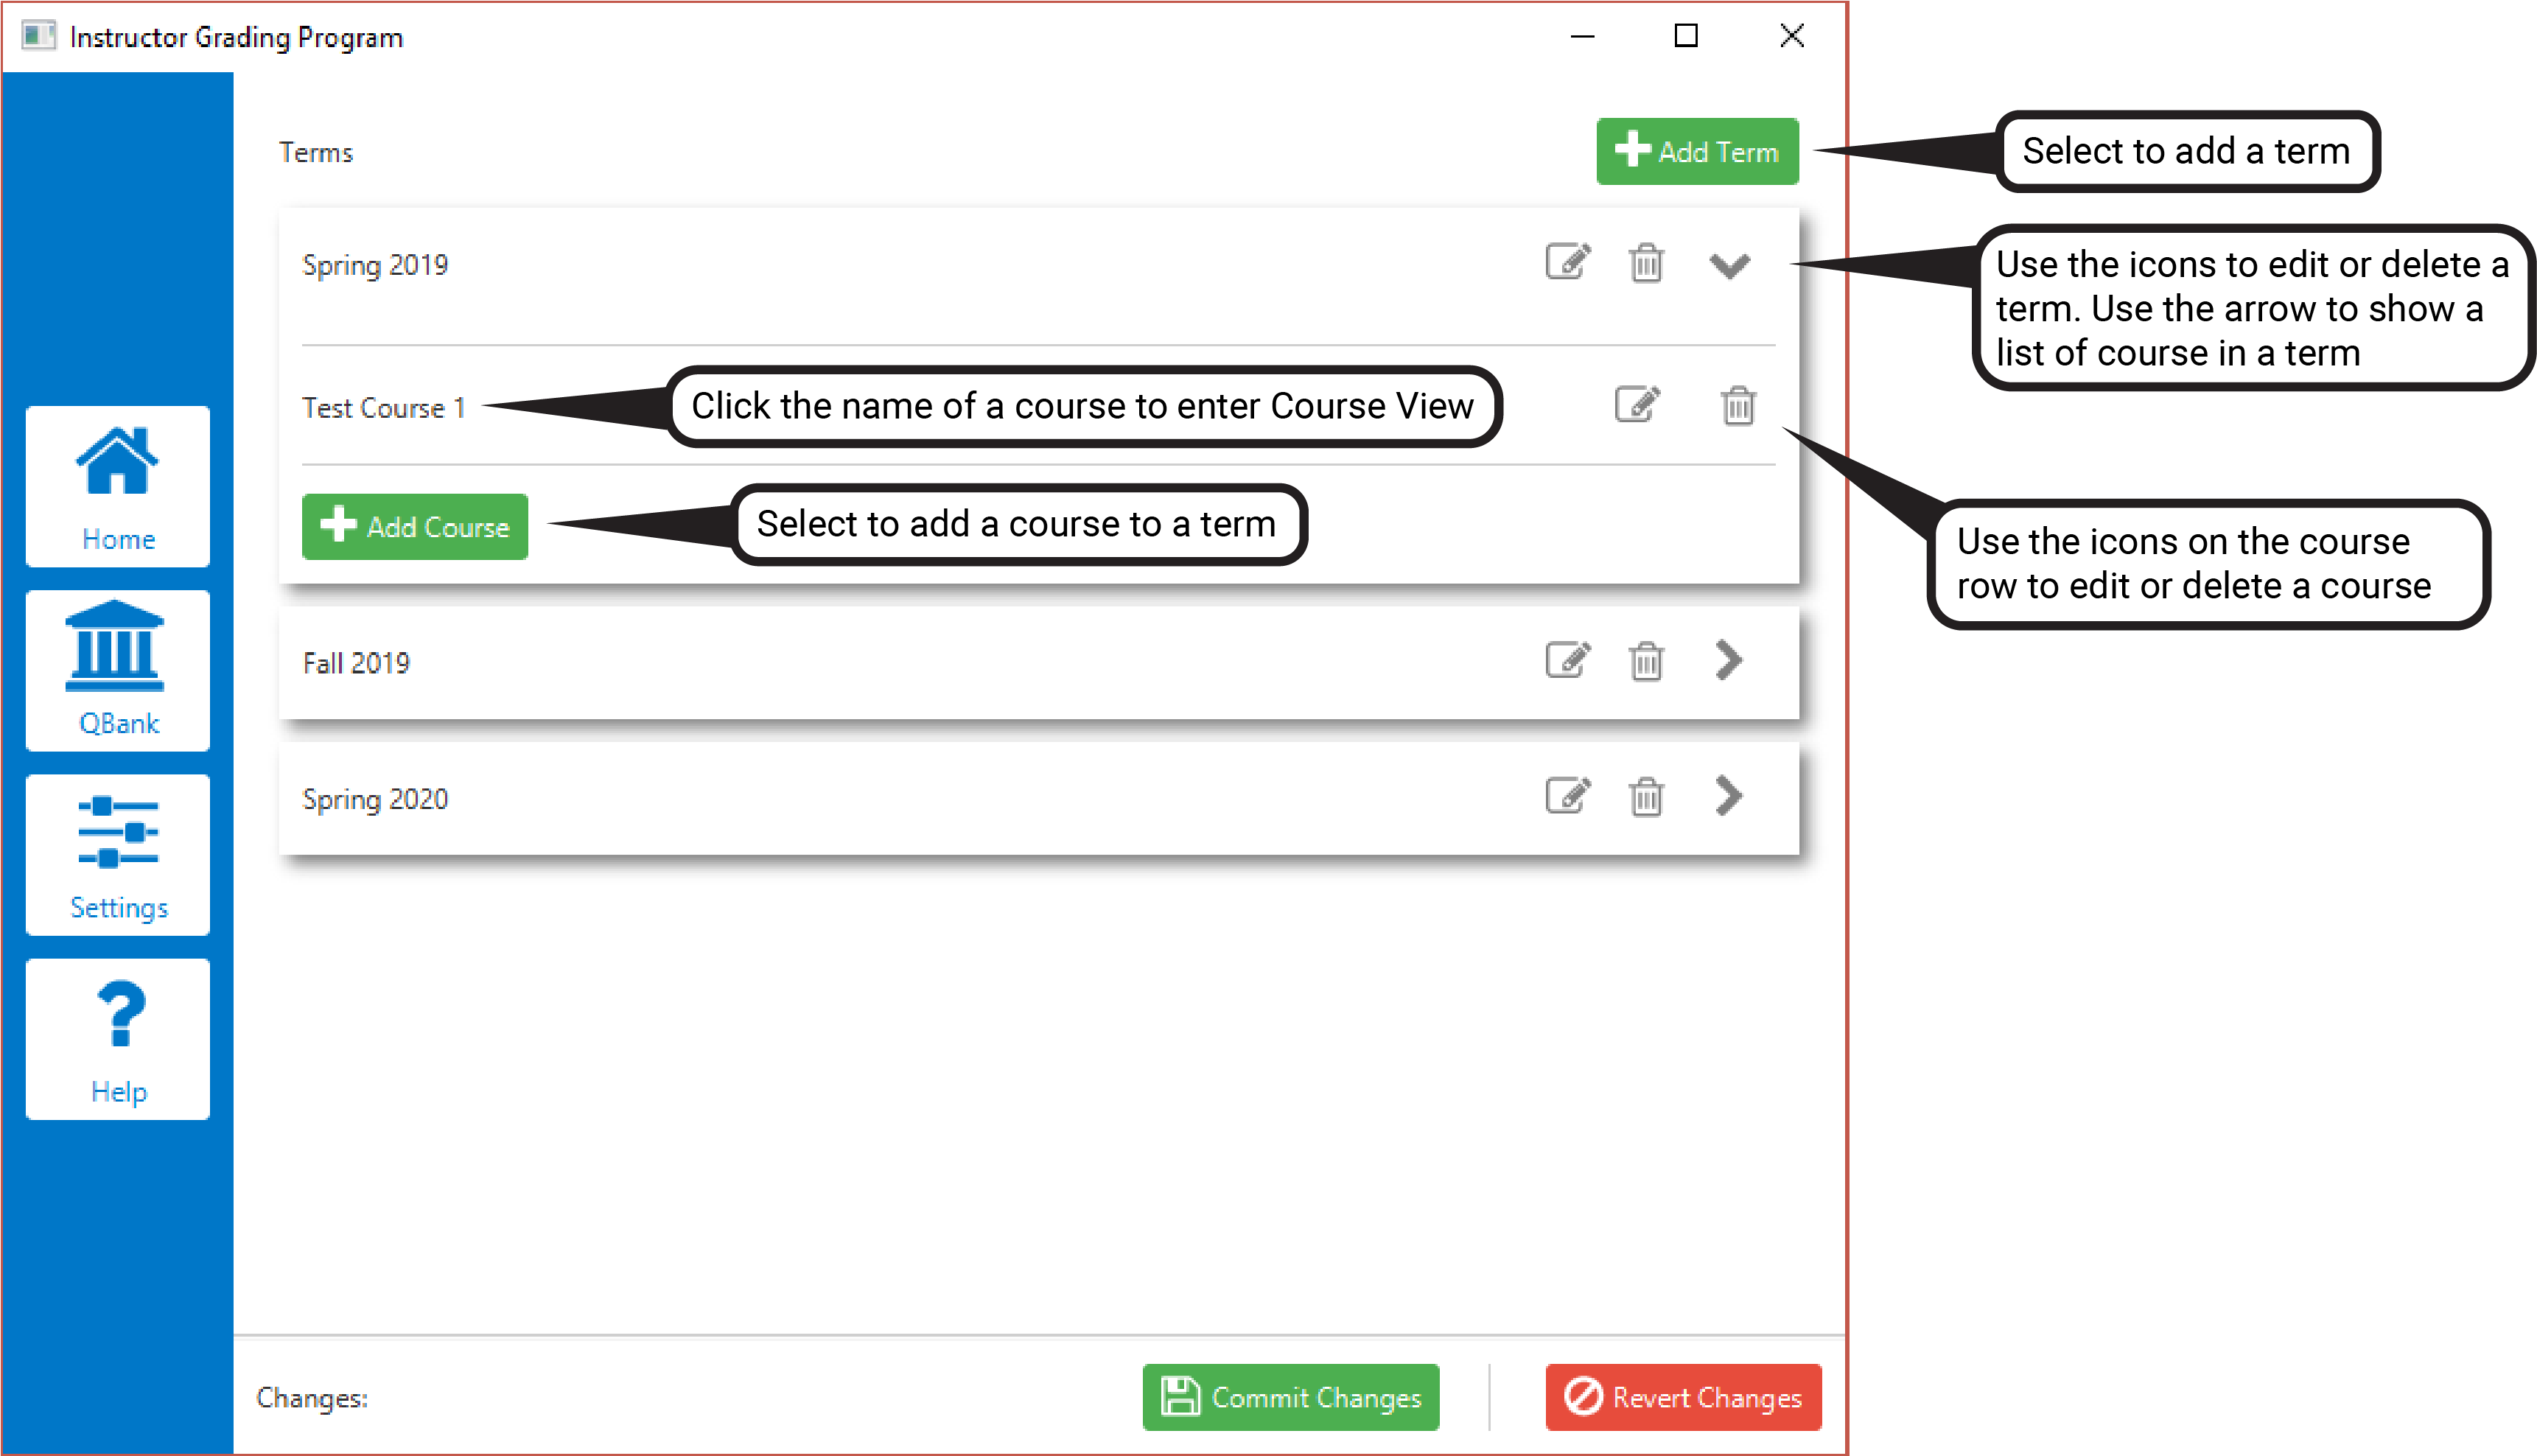 Instructor Grading Program
Terms
Add Term
Select to add a term
Spring 2019
Use the icons to edit or delete a
term. Use the arrow to show a
list of course in a term
Test Course 1
Click the name of a course to enter Course View
Add Course
Select to add a course to a term
Use the icons on the course
row to edit or delete a course
Home
QBank
Settings
Help
Fall 2019
Spring 2020
Changes:
Commit Changes
Revert Changes